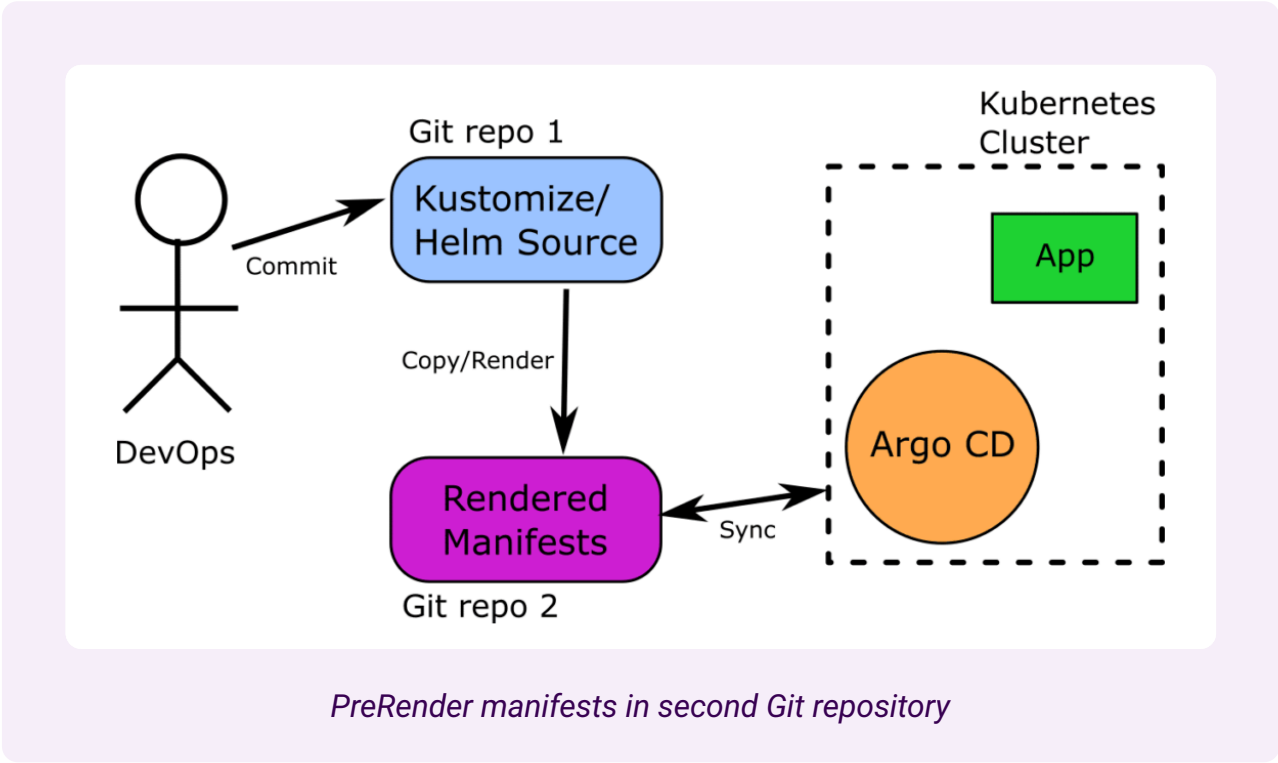 Kubernetes
Cluster
Git repo 1
Kustomize/
Helm Source
Commit
App
Copy/Render
DevOps
Argo CD
Rendered
Manifests
Sync
Git repo 2
PreRender manifests in second Git repository